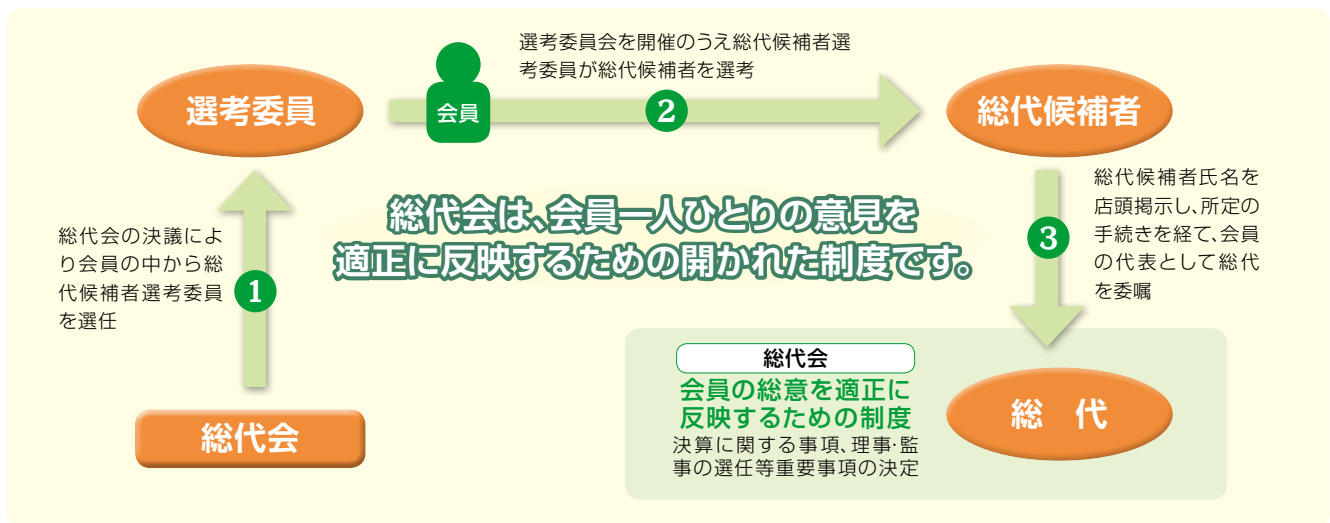 選考委員会を開催のうえ総代候補者選
考委員が総代候補者を選考
選考委員
会員
2
総代候補者
総代会の決議によ
り会員の中から総
代候補者選考委員
を選任
1
総代会は、会員一人ひとりの意見を
適正に反映するための開かれた制度です。
3
総代候補者氏名を
店頭掲示し、所定の
手続きを経て、会員
の代表として総代
を委嘱
総代会
総代会
会員の総意を適正に
反映するための制度
決算に関する事項、理事・監
事の選任等重要事項の決定
総 代